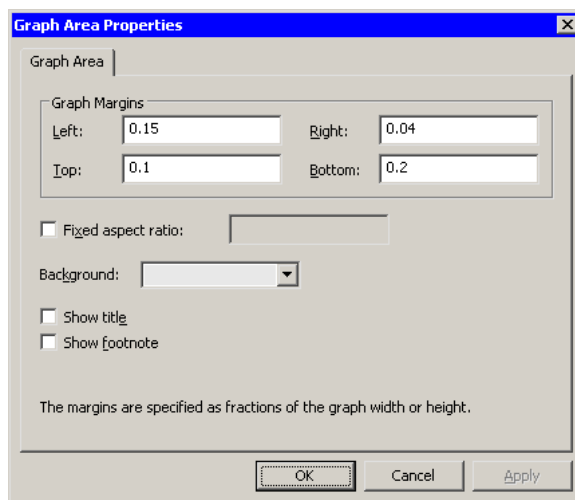 Graph Area Properties
Graph Area
Graph Margins
Left: 0.15 Right: 0.04
Top: 0.1 Bottom: 0.2
Fixed aspect ratio:
Background:
Show title
Show footnote
The margins are specified as fractions of the graph width or height.
OK Cancel Apply